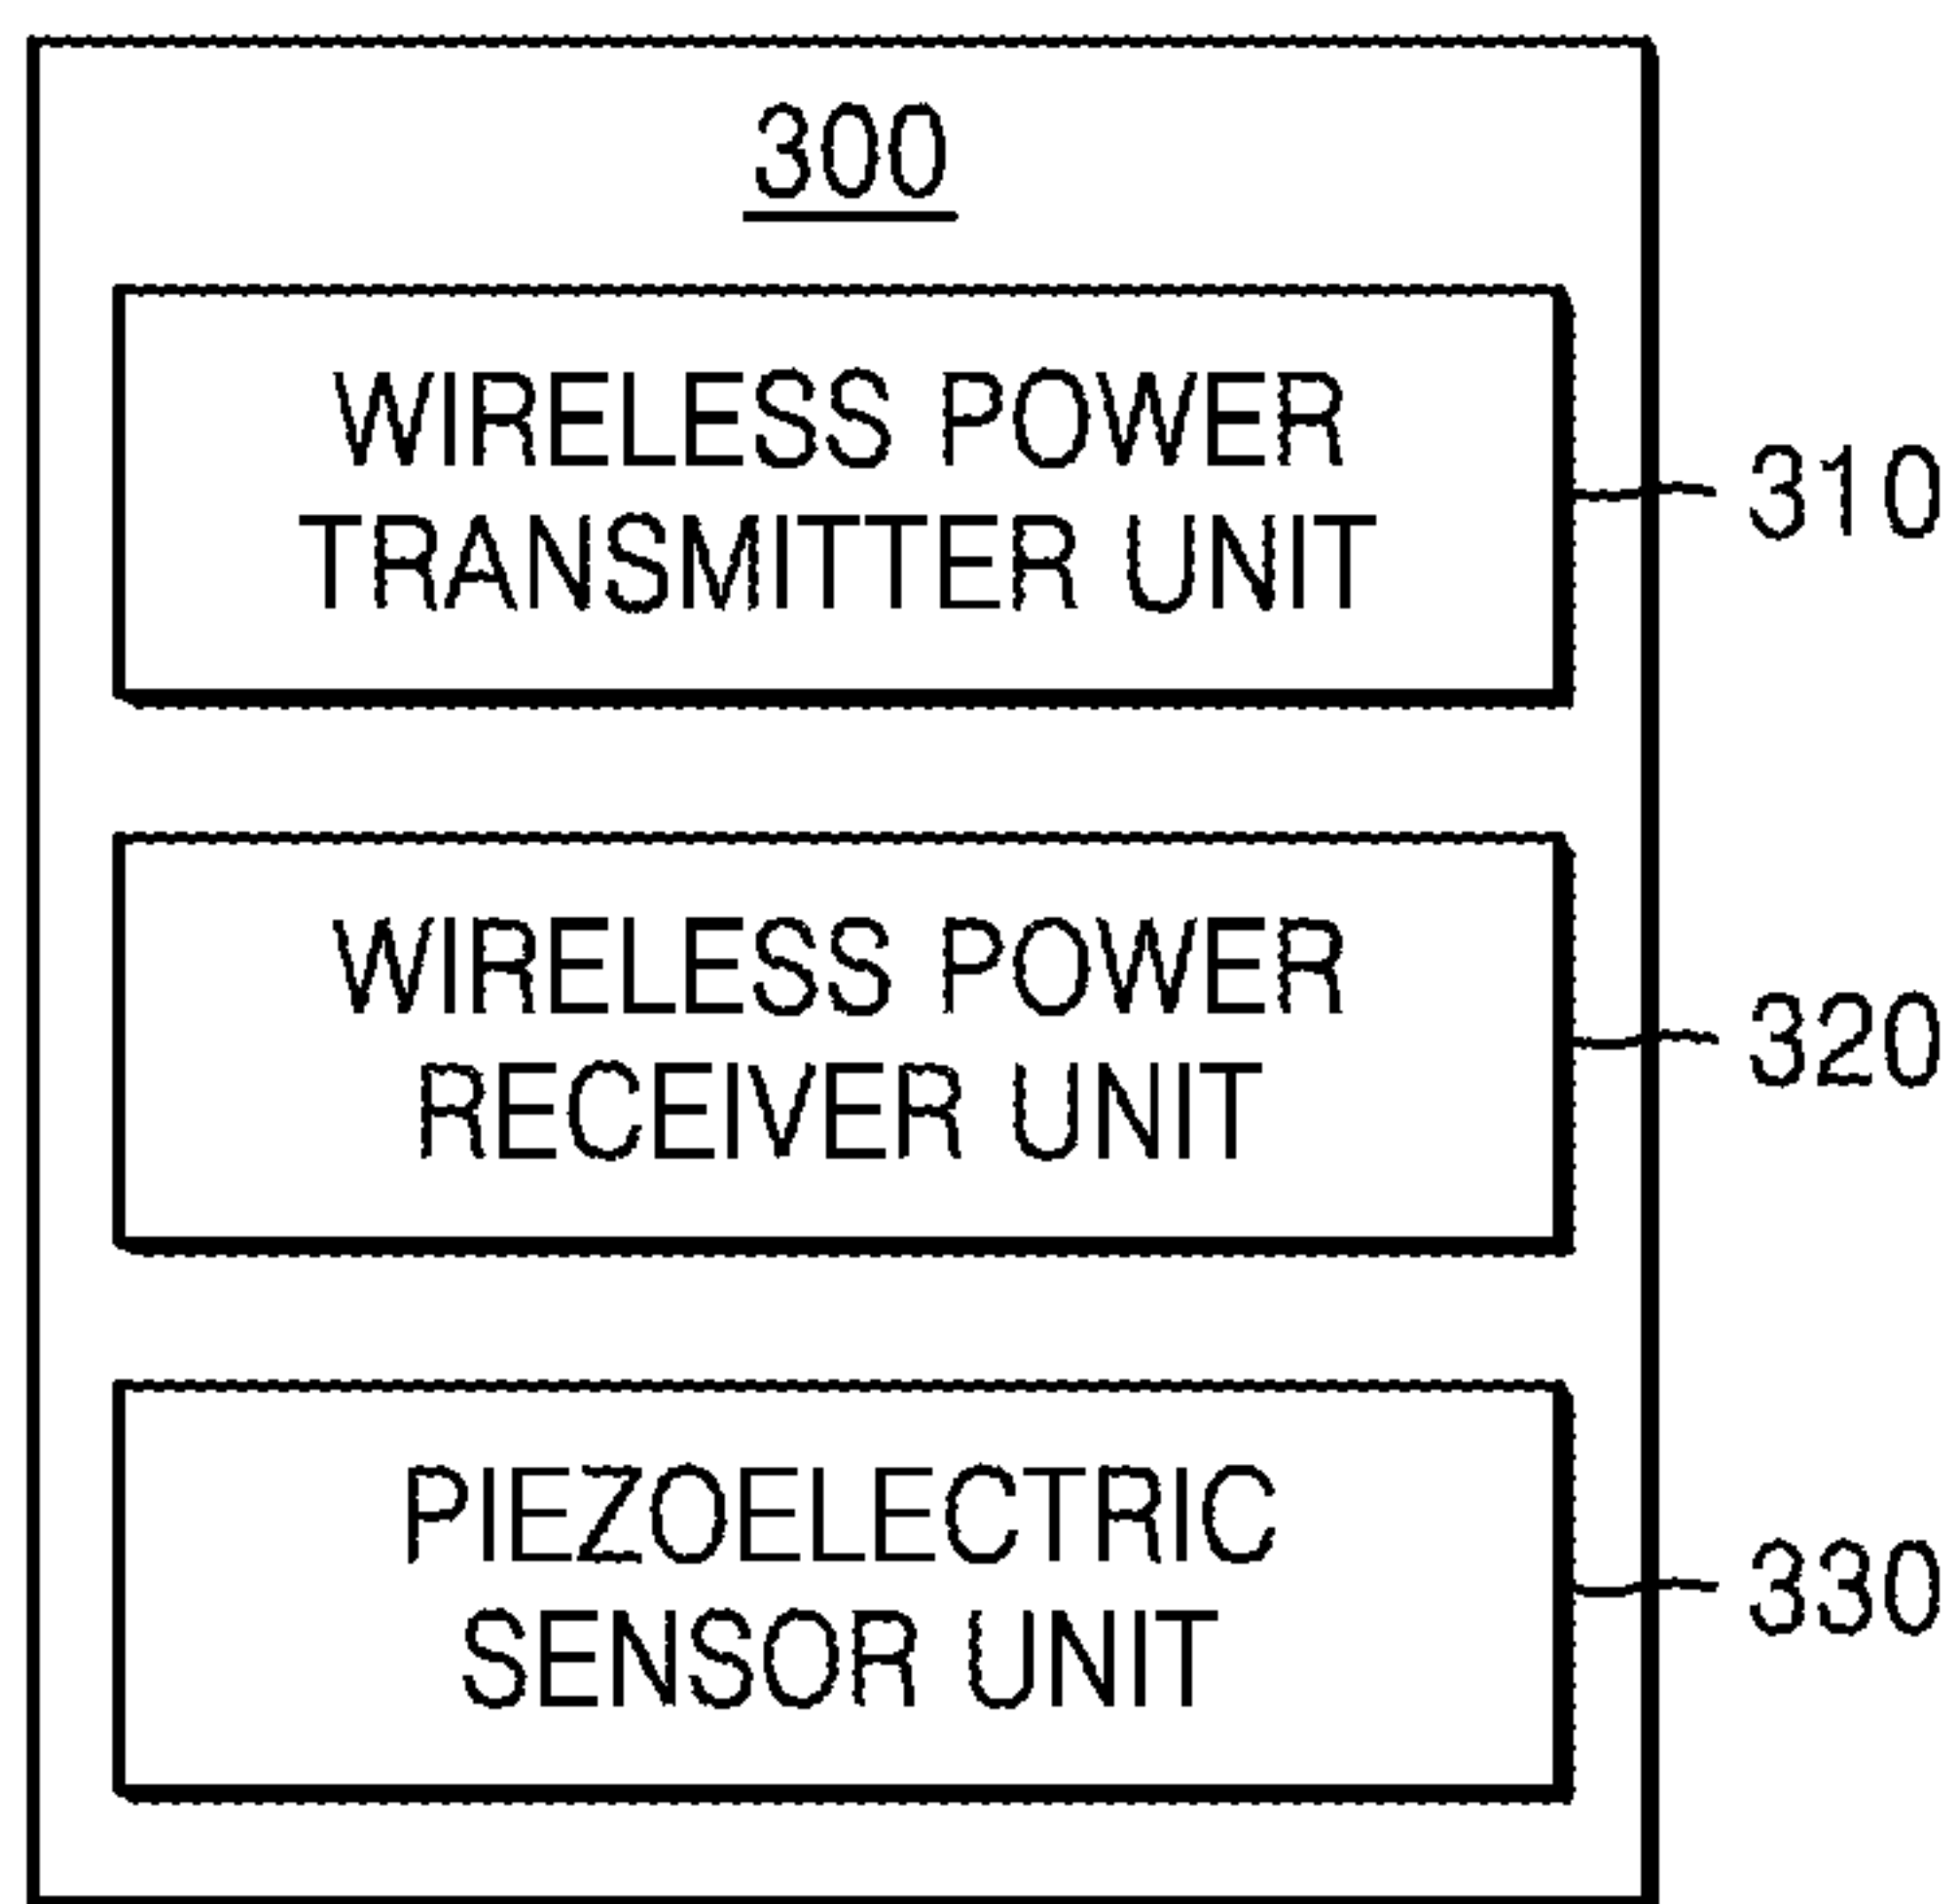 300
WIRELESS POWER
TRANSMITTER UNIT
310
WIRELESS POWER
RECEIVER UNIT
320
PIEZOELECTRIC
SENSOR UNIT
330